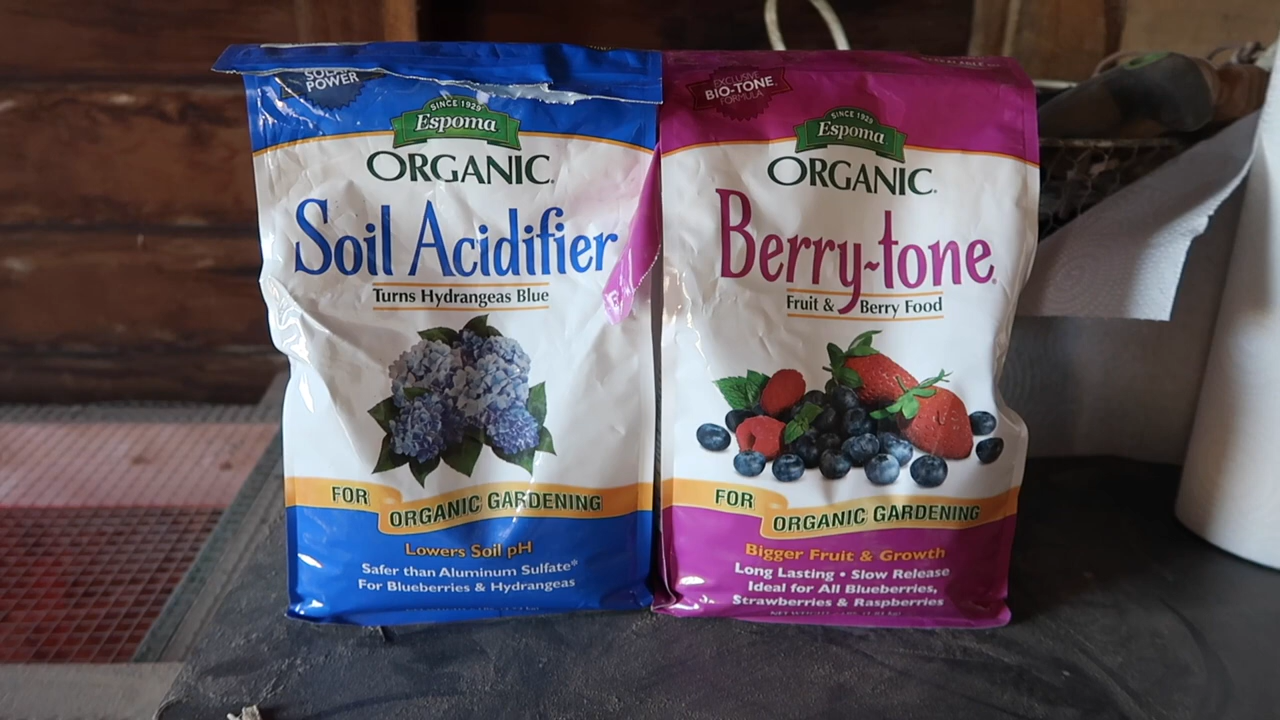 POWER
SINCE 1929
Espoma
ORGANIC
Soil Acidifier
Turns Hydrangeas Blue
FOR
ORGANIC GARDENING
Lowers Soil pH
Safer than Aluminum Sulfate*
For Blueberries & Hydrangeas
EXCLUSIVE
BIO-TONE
FORMULA
SINCE 1929
Espoma
ORGANIC
Berry-tone
Fruit & Berry Food
FOR
ORGANIC GARDENING
Bigger Fruit & Growth
Long Lasting • Slow Release
Ideal for All Blueberries,
Strawberries & Raspberries